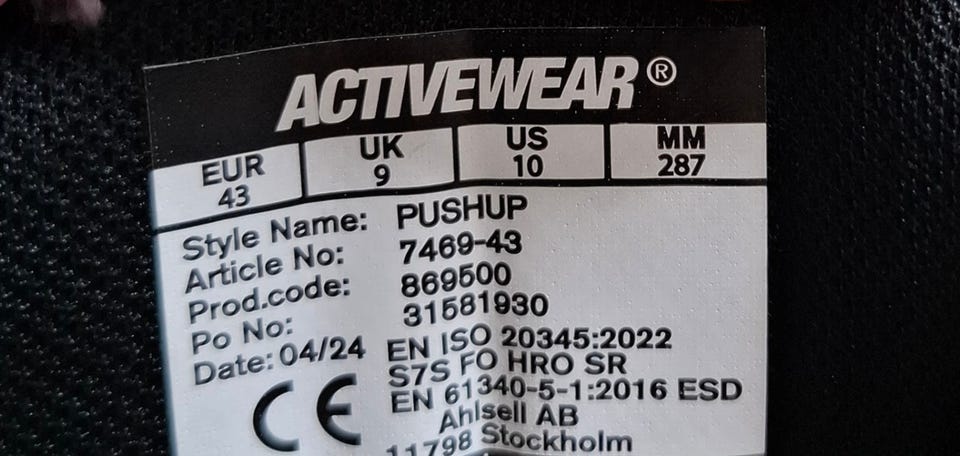 ACTIVEWEAR®
EUR UK US MM
43 9 10 287
Style Name: PUSHUP
Article No: 7469-43
Prod.code: 869500
Po No: 31581930
Date: 04/24 EN ISO 20345:2022
S7S FO HRO SR
EN 61340-5-1:2016 ESD
CE Ahlsell AB
11798 Stockholm